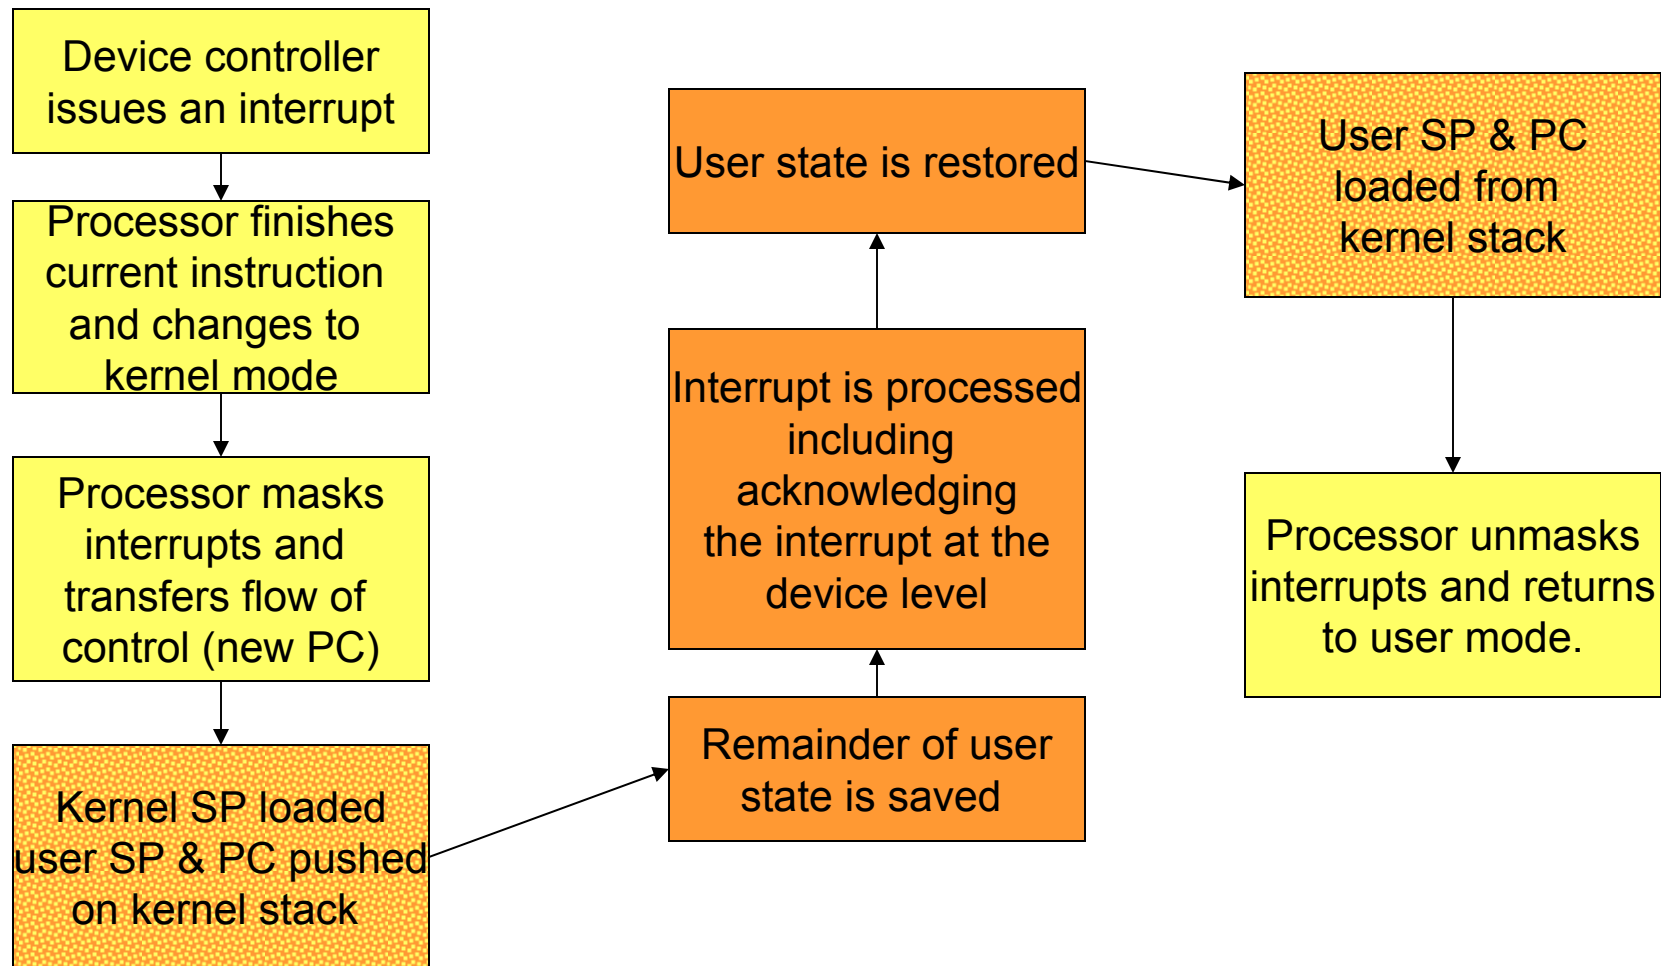 Device controller
issues an interrupt
Processor finishes
current instruction
and changes to
kernel mode
Processor masks
interrupts and
transfers flow of
control (new PC)
Kernel SP loaded
user SP & PC pushed
on kernel stack
Remainder of user
state is saved
Interrupt is processed
including
acknowledging
the interrupt at the
device level
User state is restored
User SP & PC
loaded from
kernel stack
Processor unmasks
interrupts and returns
to user mode.